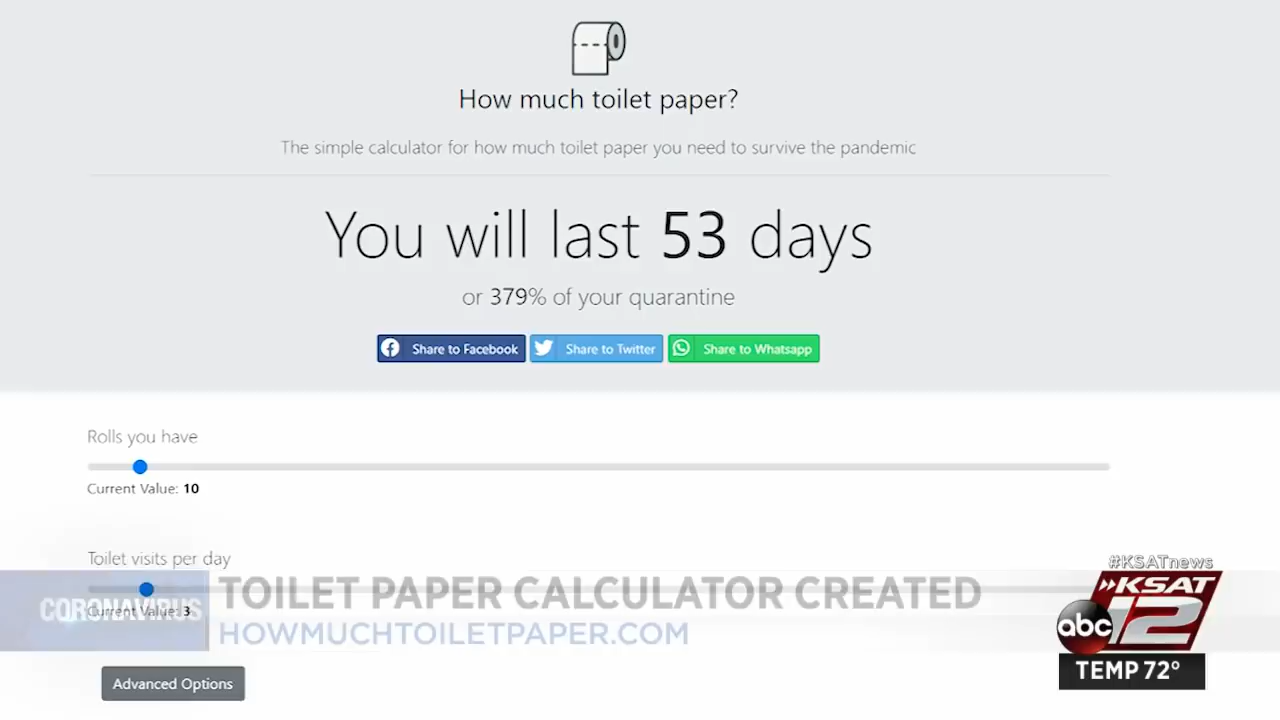 How much toilet paper?
The simple calculator for how much toilet paper you need to survive the pandemic
You will last 53 days
or 379% of your quarantine
Share to Facebook
Share to Twitter
Share to Whatsapp
Rolls you have
Current Value: 10
Toilet visits per day
Current Value: 3
CORONAVIRUS
TOILET PAPER CALCULATOR CREATED
HOWMUCHTOILETPAPER.COM
Advanced Options
#KSATnews
KSAT
abc 12
TEMP 72°